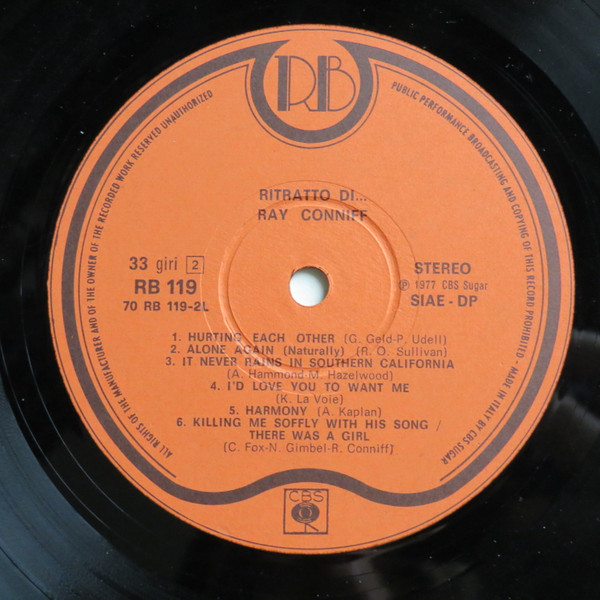 RB
ALL RIGHTS OF THE MANUFACTURER AND OF THE OWNER OF THE RECORDED WORK RESERVED UNAUTHORIZED
PUBLIC PERFORMANCE BROADCASTING AND COPYING OF THIS RECORD PROHIBITED - MADE IN ITALY BY CBS SUGAR
RITRATTO DI...
RAY CONNIFF
33 giri 2
RB 119
70 RB 119-2L
STEREO
Ⓟ 1977 CBS Sugar
SIAE - DP
1. HURTING EACH OTHER (G. Geld-P. Udell)
2. ALONE AGAIN (Naturally) (R. O. Sullivan)
3. IT NEVER RAINS IN SOUTHERN CALIFORNIA
(A. Hammond-M. Hazelwood)
4. I'D LOVE YOU TO WANT ME
(K. La Voie)
5. HARMONY (A. Kaplan)
6. KILLING ME SOFFLY WITH HIS SONG /
THERE WAS A GIRL
(C. Fox-N. Gimbel-R. Conniff)
CBS